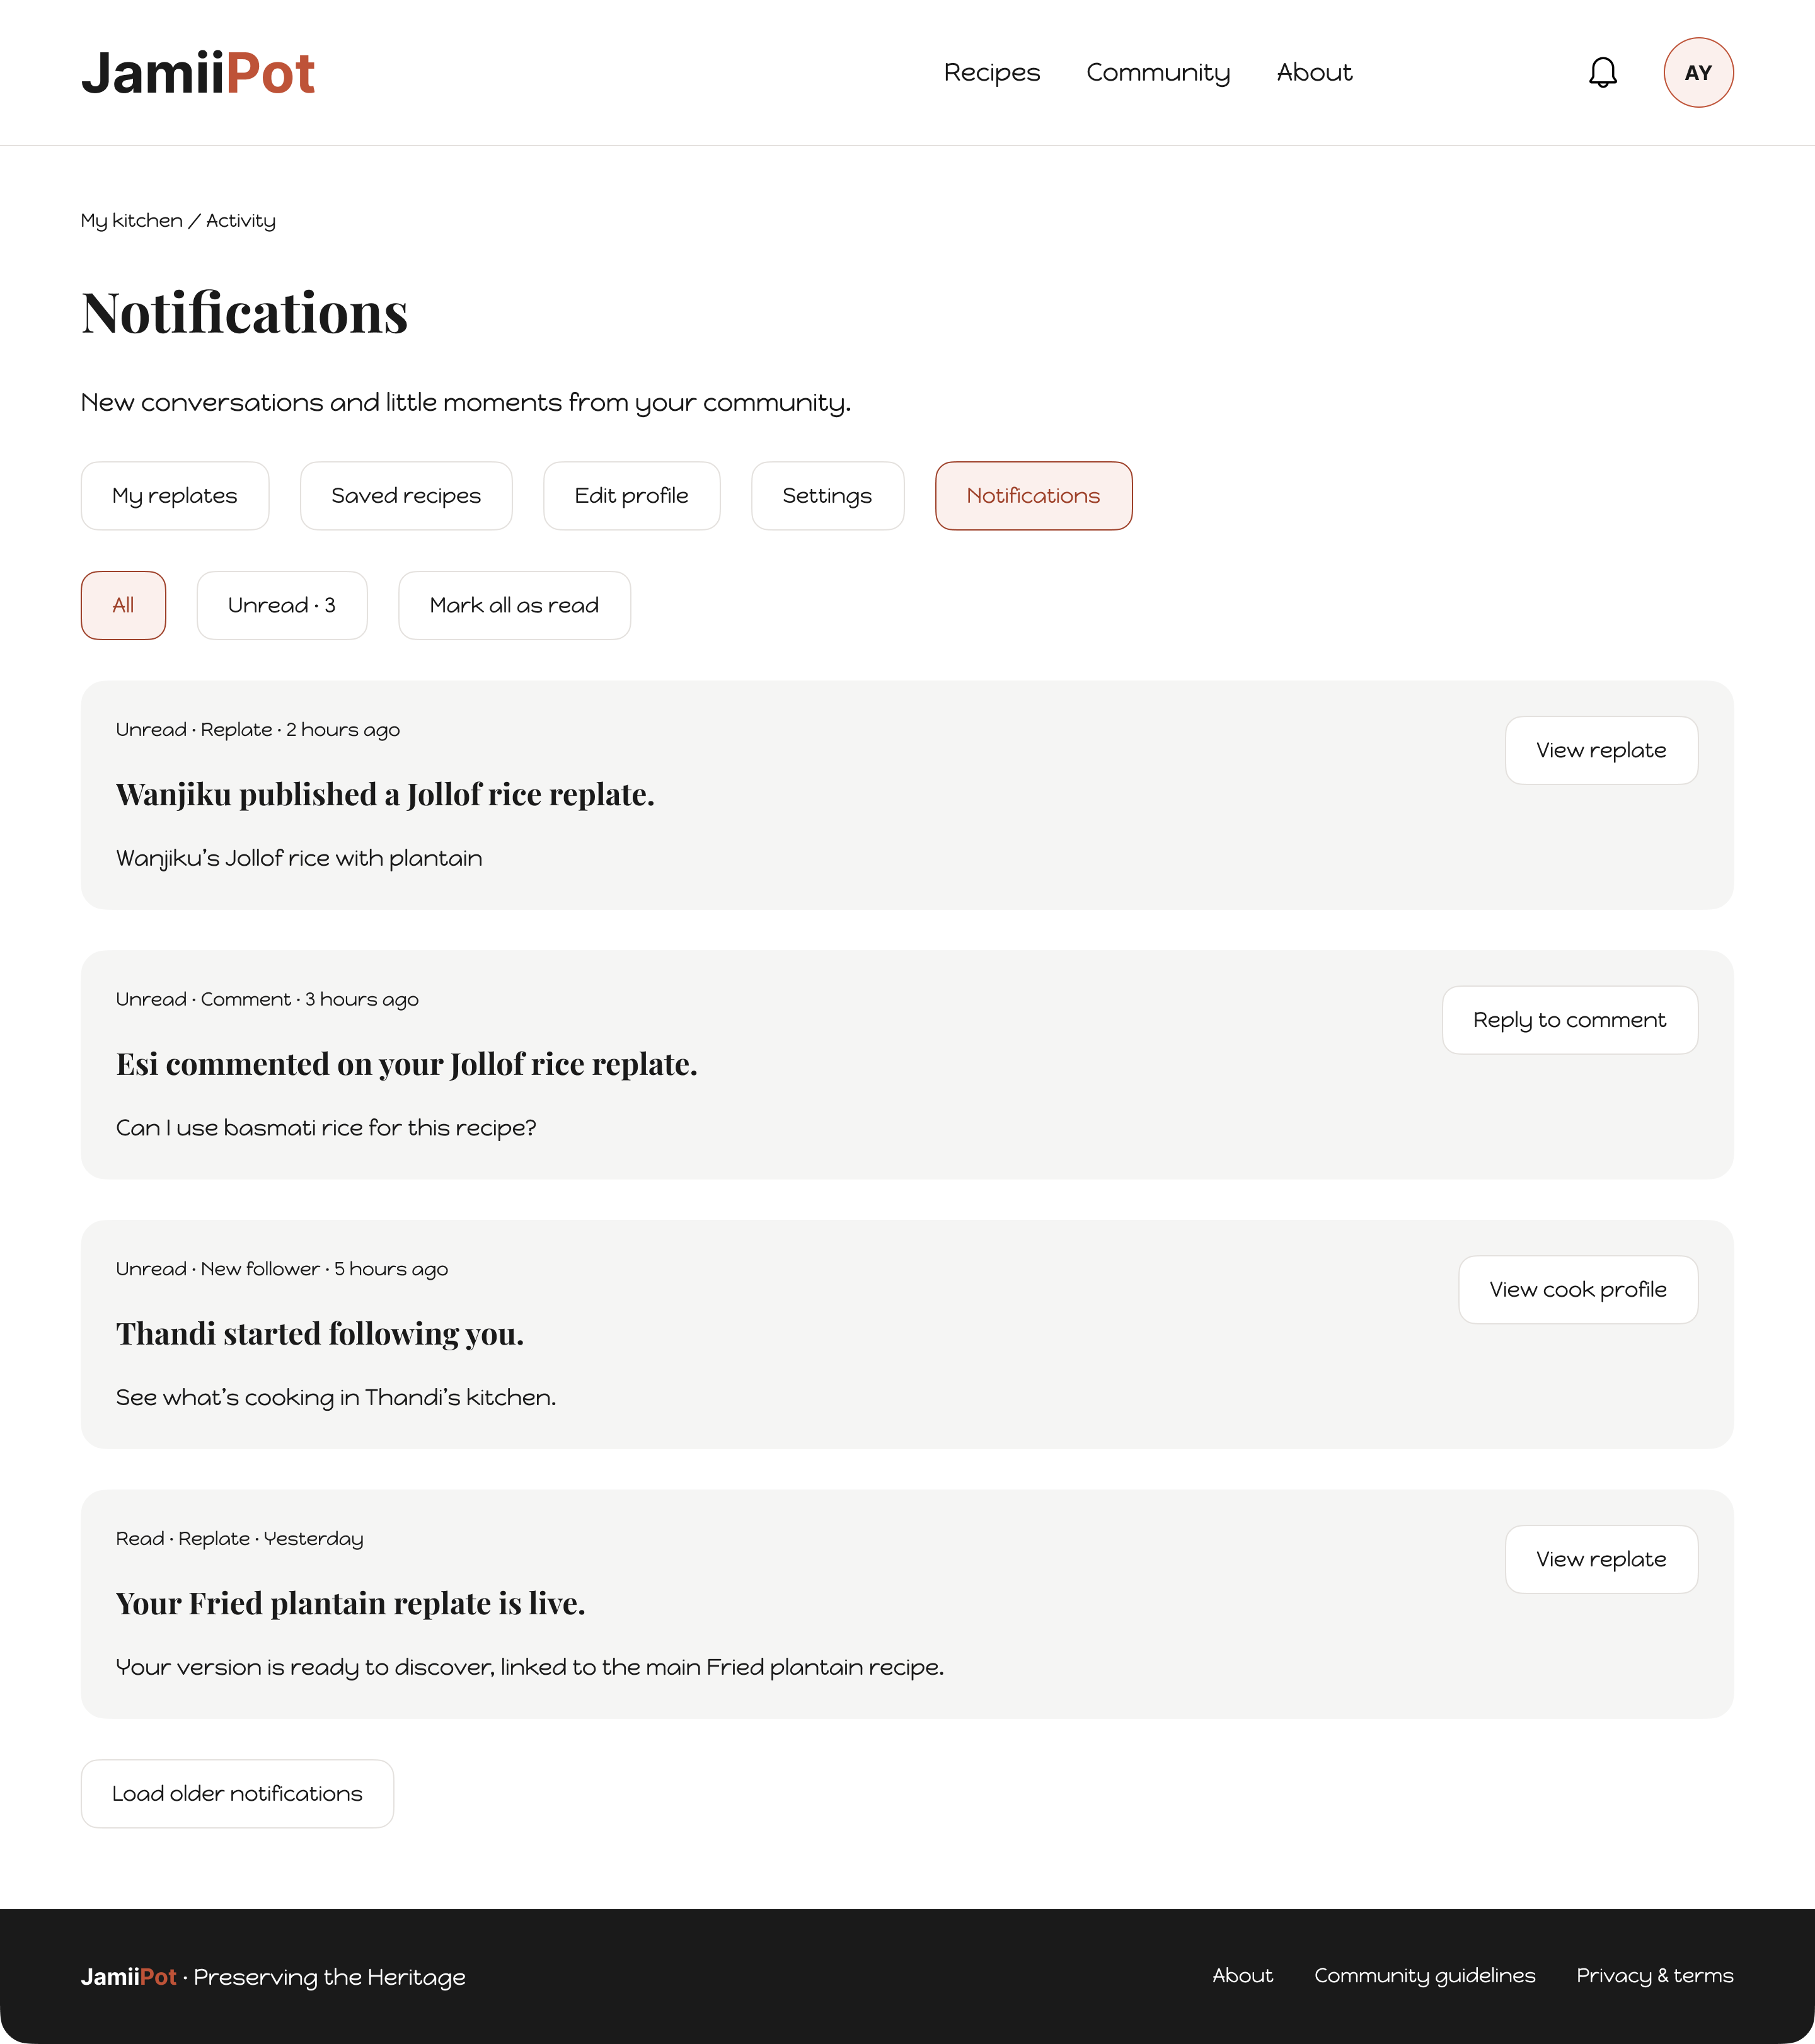 JamiiPot
Recipes Community About
AY
My kitchen / Activity
Notifications
New conversations and little moments from your community.
My replates Saved recipes Edit profile Settings Notifications
All Unread · 3 Mark all as read
Unread · Replate · 2 hours ago
View replate
Wanjiku published a Jollof rice replate.
Wanjiku’s Jollof rice with plantain
Unread · Comment · 3 hours ago
Reply to comment
Esi commented on your Jollof rice replate.
Can I use basmati rice for this recipe?
Unread · New follower · 5 hours ago
View cook profile
Thandi started following you.
See what’s cooking in Thandi’s kitchen.
Read · Replate · Yesterday
View replate
Your Fried plantain replate is live.
Your version is ready to discover, linked to the main Fried plantain recipe.
Load older notifications
JamiiPot · Preserving the Heritage
About Community guidelines Privacy & terms